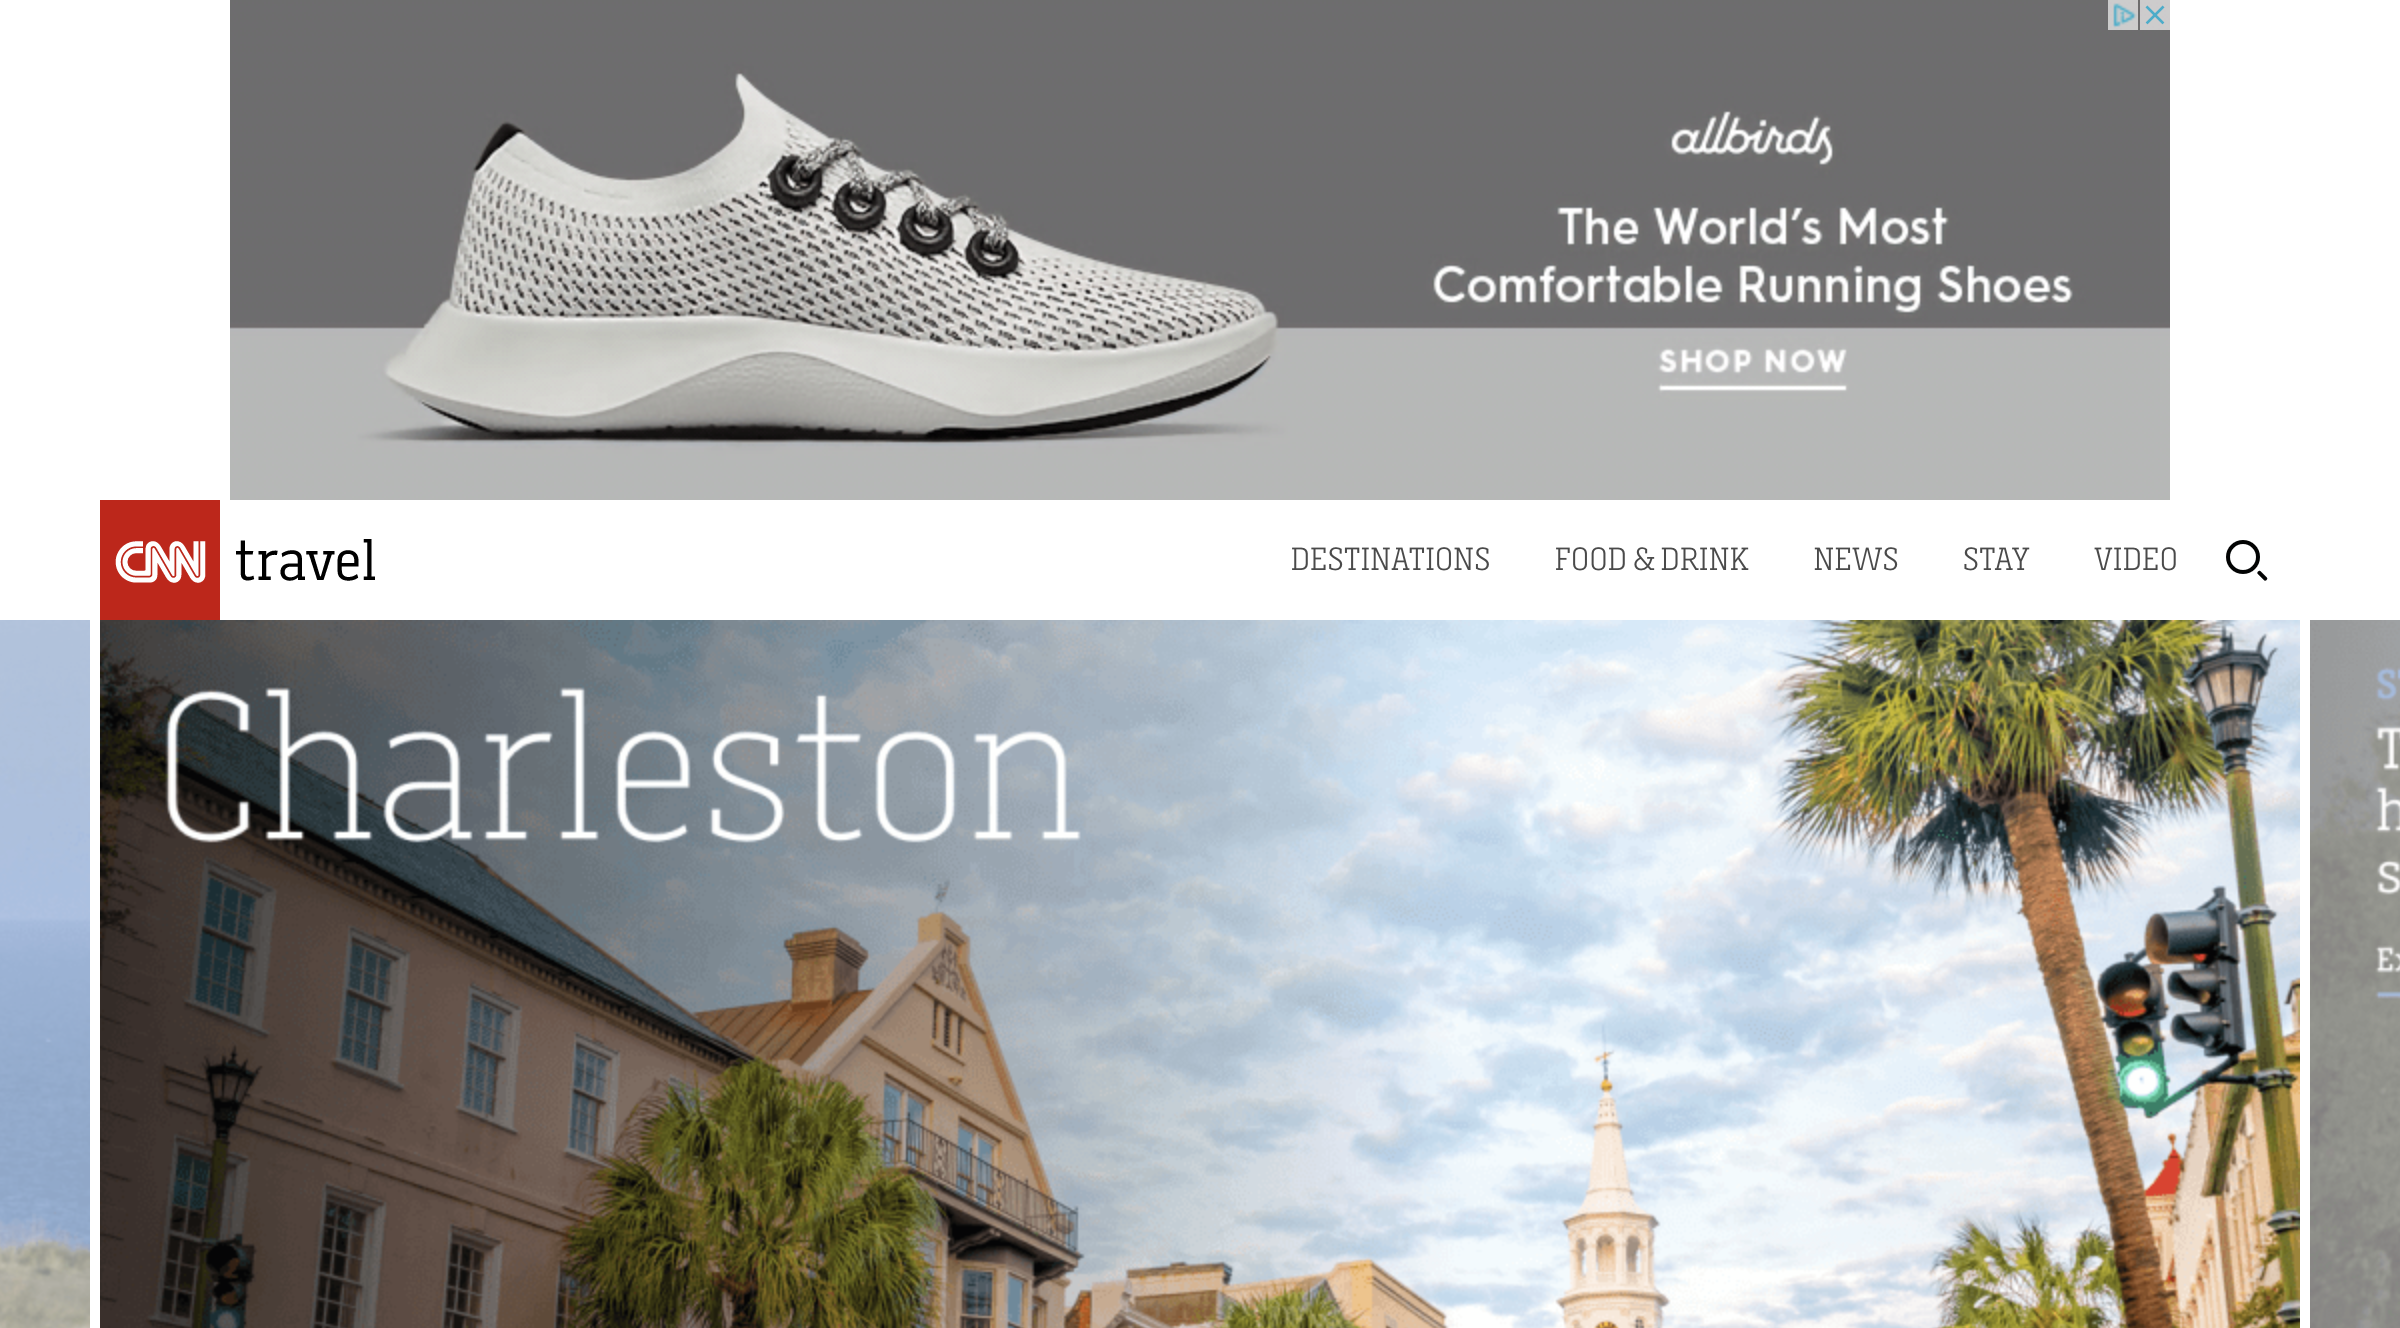 allbirds
The World's Most
Comfortable Running Shoes
SHOP NOW
CNN travel
DESTINATIONS FOOD & DRINK NEWS STAY VIDEO
Charleston